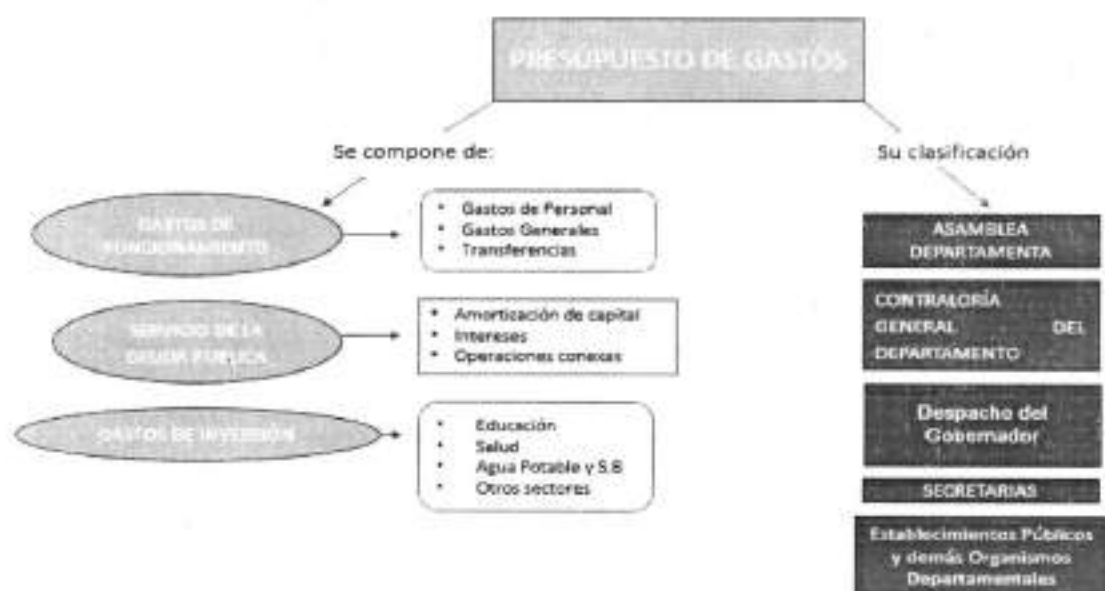 PRESUPUESTO DE GASTOS
Se compone de:
Su clasificación
GASTOS DE
FUNCIONAMIENTO
• Gastos de Personal
• Gastos Generales
• Transferencias
SERVICIO DE LA
DEUDA PÚBLICA
• Amortización de capital
• Intereses
• Operaciones conexas
GASTOS DE INVERSIÓN
• Educación
• Salud
• Agua Potable y S.B
• Otros sectores
ASAMBLEA
DEPARTAMENTA
CONTRALORÍA
GENERAL DEL
DEPARTAMENTO
Despacho del
Gobernador
SECRETARIAS
Establecimientos Públicos
y demás Organismos
Departamentales